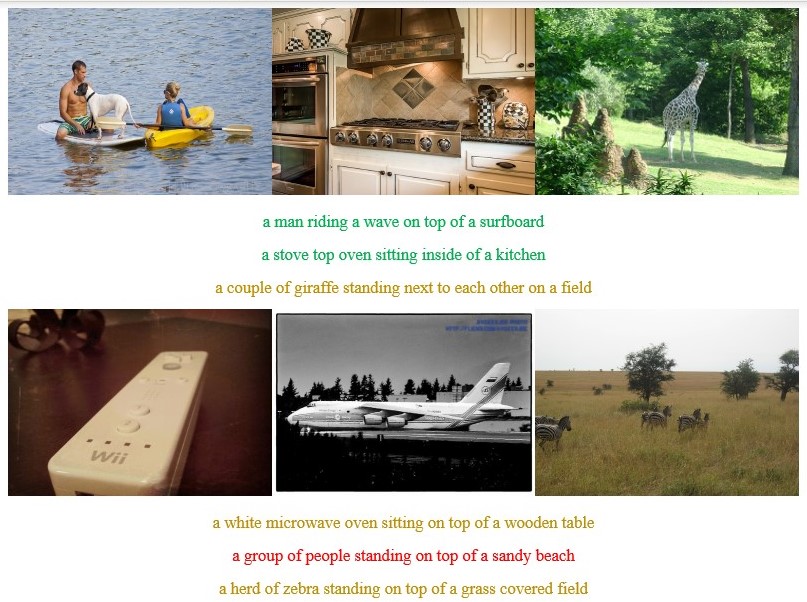 a man riding a wave on top of a surfboard
a stove top oven sitting inside of a kitchen
a couple of giraffe standing next to each other on a field
Wii
a white microwave oven sitting on top of a wooden table
a group of people standing on top of a sandy beach
a herd of zebra standing on top of a grass covered field